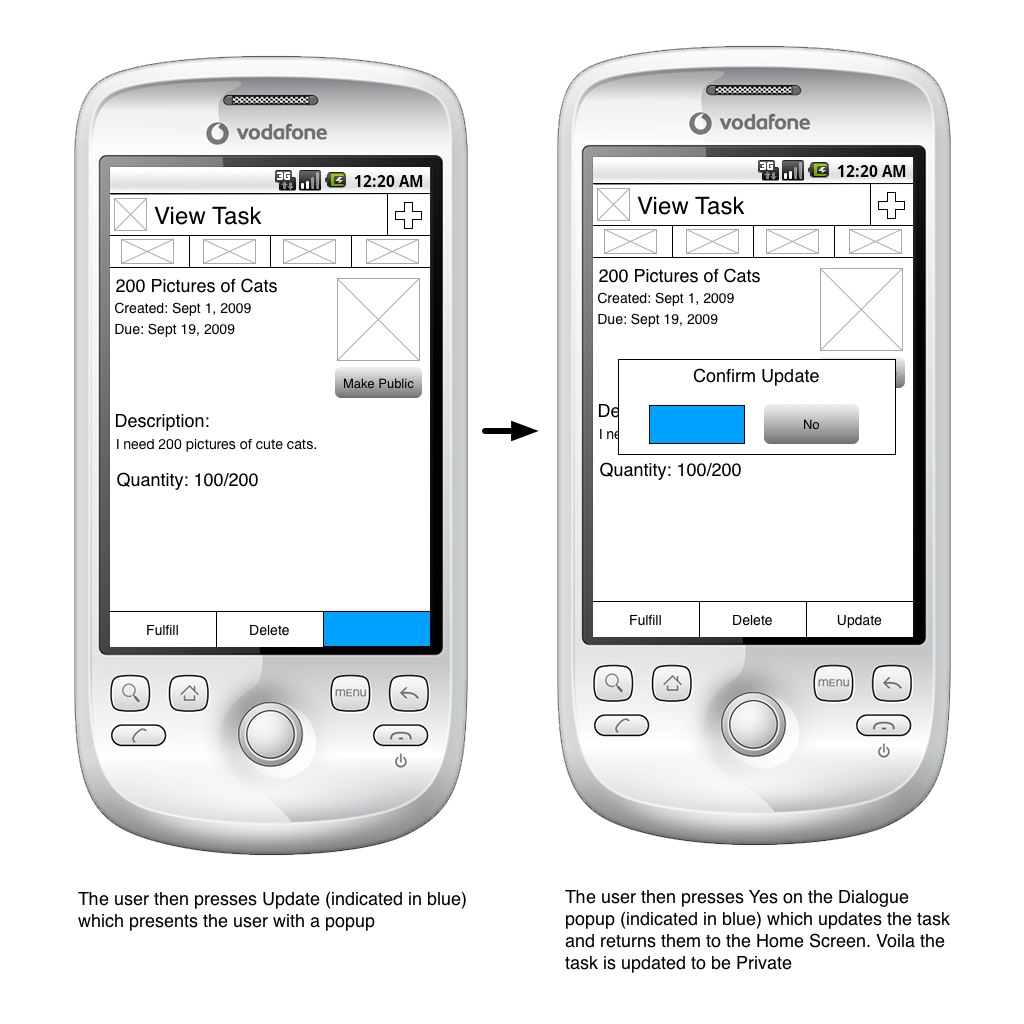 vodafone
3G 12:20 AM
View Task
200 Pictures of Cats
Created: Sept 1, 2009
Due: Sept 19, 2009
Make Public
Description:
I need 200 pictures of cute cats.
Quantity: 100/200
Fulfill Delete
MENU
The user then presses Update (indicated in blue)
which presents the user with a popup
vodafone
3G 12:20 AM
View Task
200 Pictures of Cats
Created: Sept 1, 2009
Due: Sept 19, 2009
Confirm Update
No
De
I ne
Quantity: 100/200
Fulfill Delete Update
MENU
The user then presses Yes on the Dialogue
popup (indicated in blue) which updates the task
and returns them to the Home Screen. Voila the
task is updated to be Private